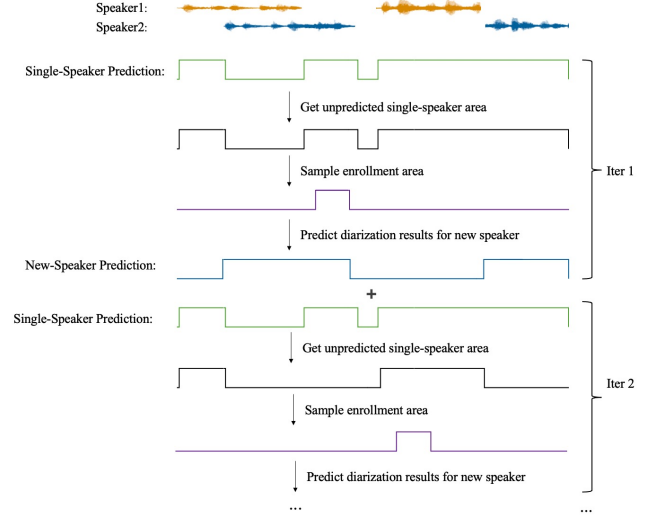 Speaker1:
Speaker2:
Single-Speaker Prediction:
Get unpredicted single-speaker area
Sample enrollment area
Iter 1
Predict diarization results for new speaker
New-Speaker Prediction:
+
Single-Speaker Prediction:
Get unpredicted single-speaker area
Iter 2
Sample enrollment area
Predict diarization results for new speaker
... ...